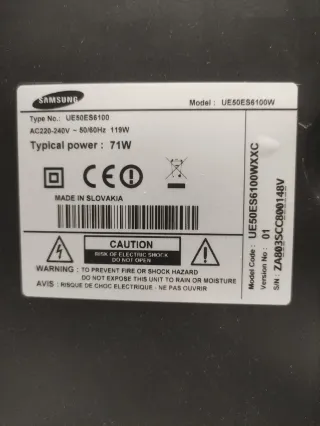 SAMSUNG
Model : UE50ES6100W
Type No.: UE50ES6100
AC220-240V ~ 50/60Hz 119W
Typical power : 71W
MADE IN SLOVAKIA
CAUTION
RISK OF ELECTRIC SHOCK
DO NOT OPEN
WARNING : TO PREVENT FIRE OR SHOCK HAZARD
DO NOT EXPOSE THIS UNIT TO RAIN OR MOISTURE
AVIS : RISQUE DE CHOC ELECTRIQUE - NE PAS OUVRIR
Model Code : UE50ES6100WXXC
Version No : 01
S/N : ZA803SCC800148V